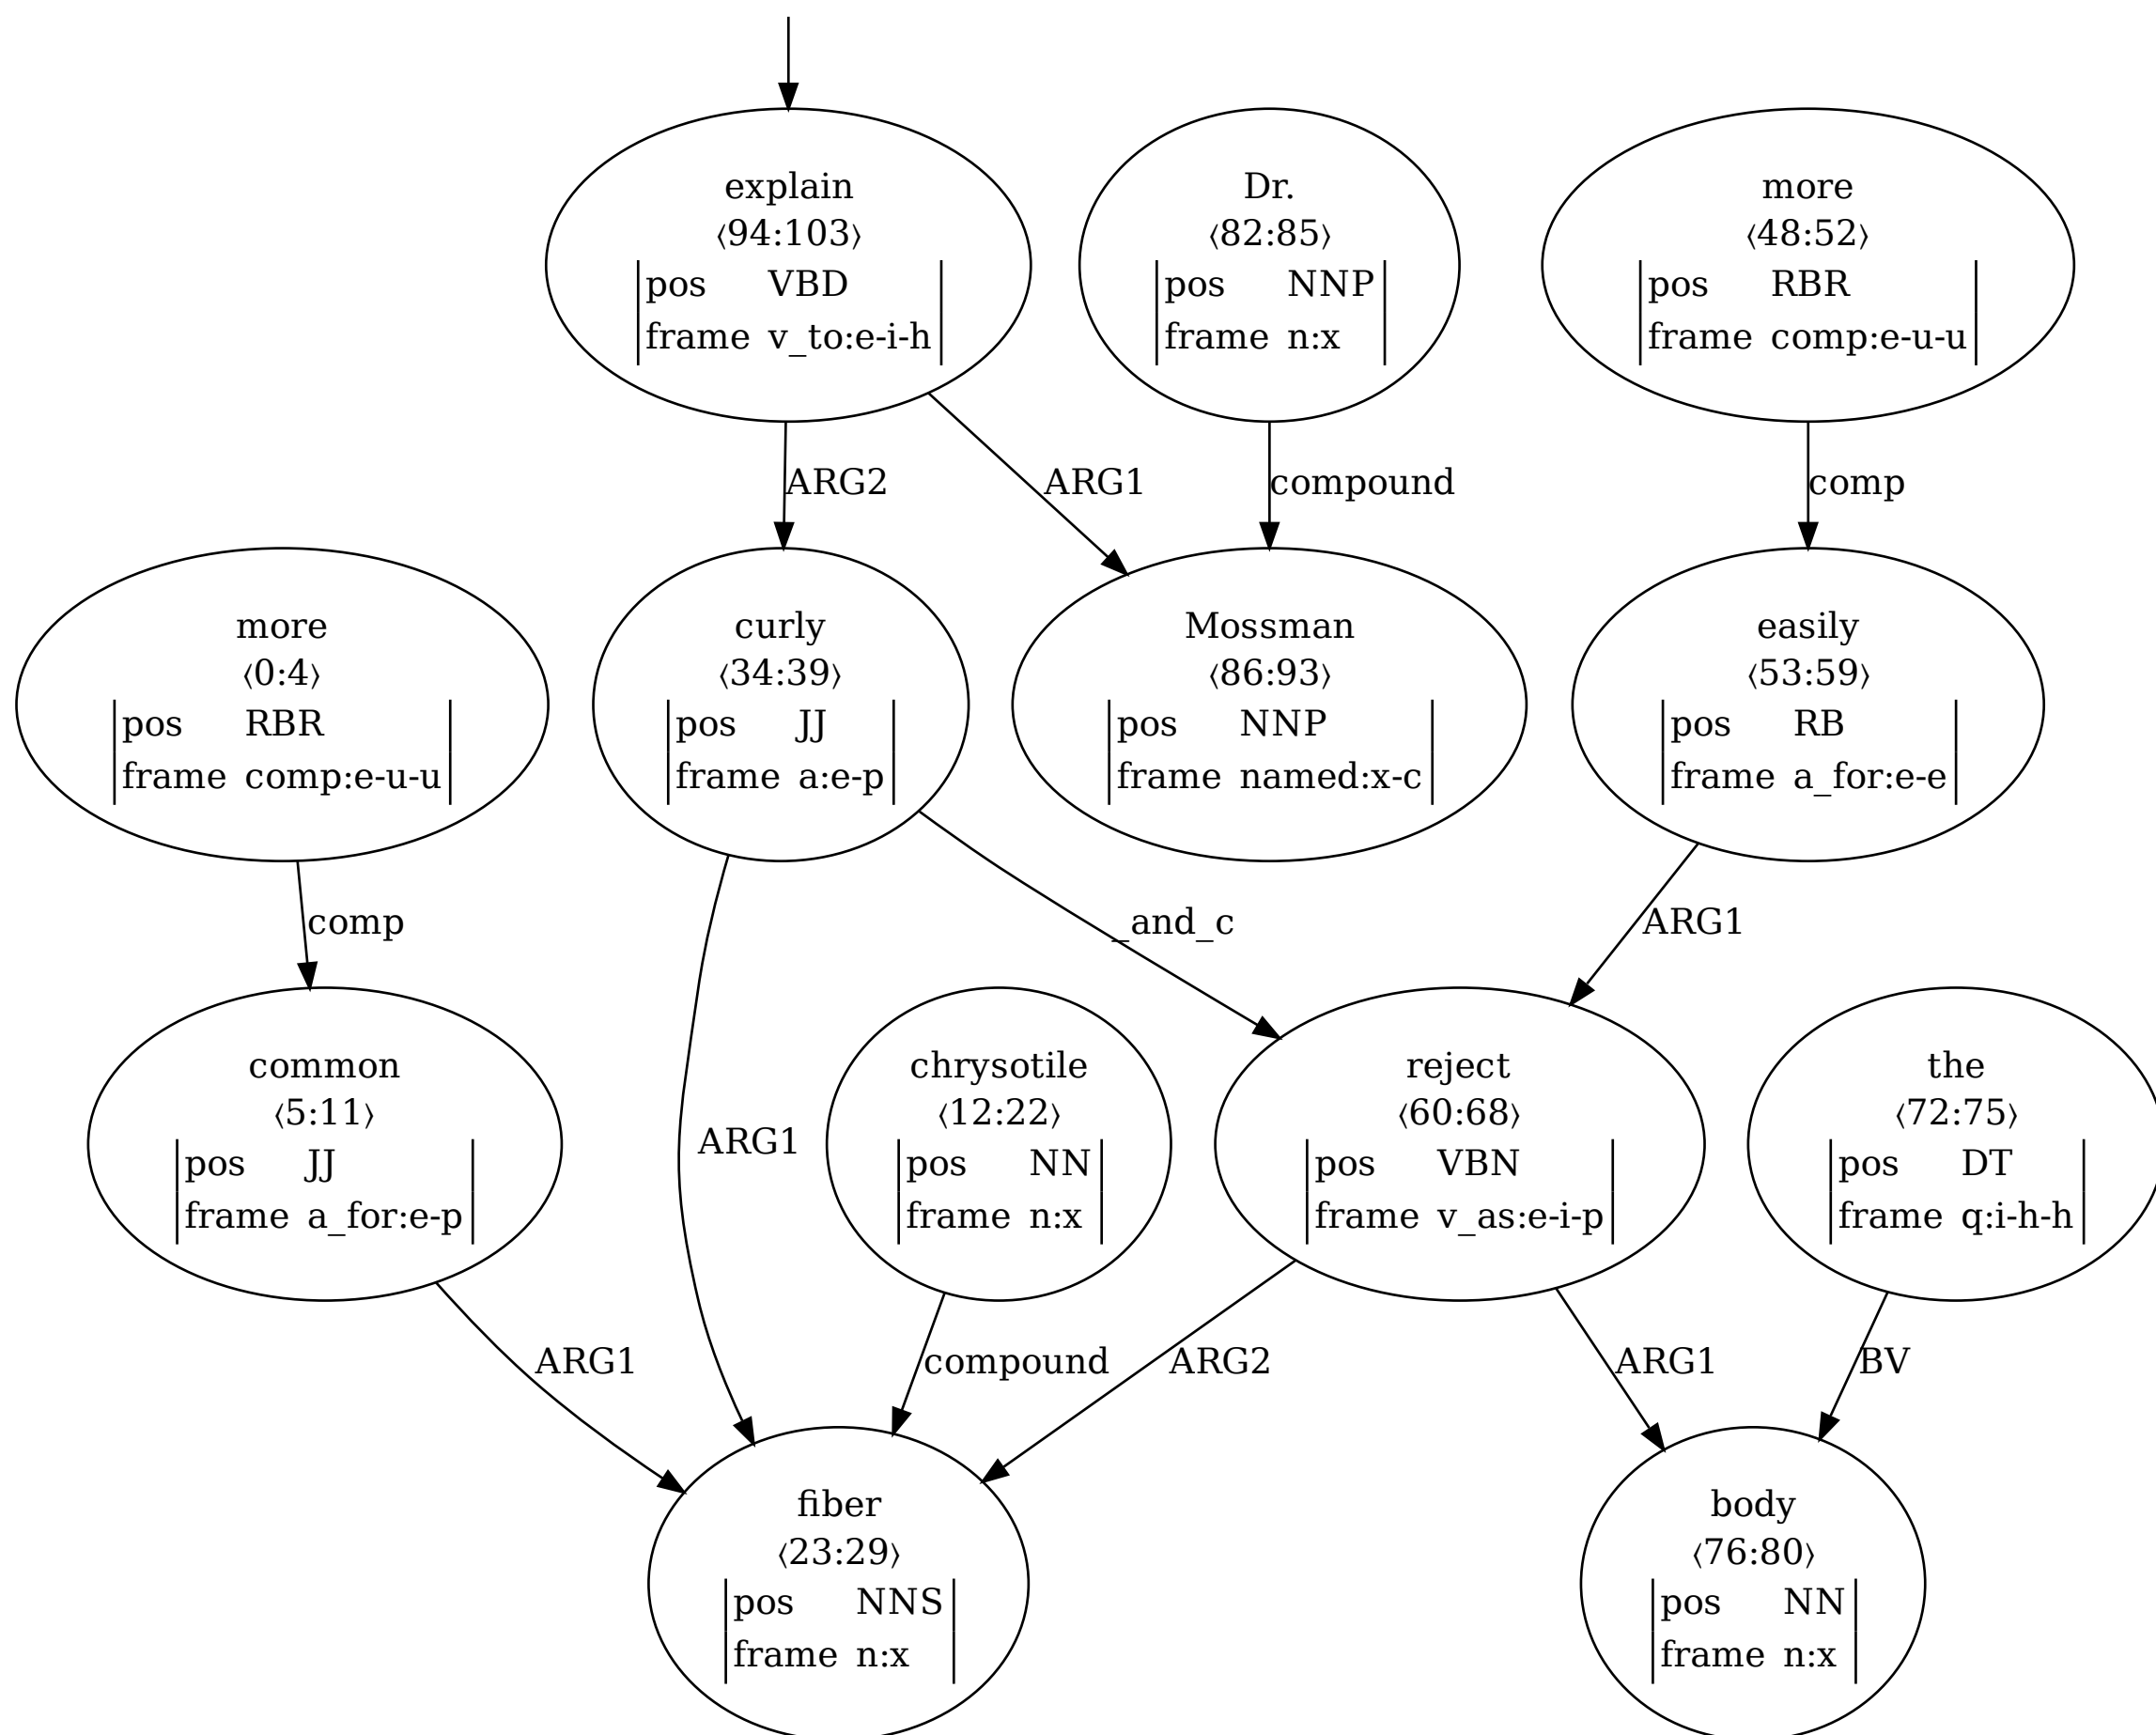 explain
⟨94:103⟩
pos VBD
frame v_to:e-i-h
Dr.
⟨82:85⟩
pos NNP
frame n:x
more
⟨48:52⟩
pos RBR
frame comp:e-u-u
ARG2
ARG1
compound
comp
more
⟨0:4⟩
pos RBR
frame comp:e-u-u
curly
⟨34:39⟩
pos JJ
frame a:e-p
Mossman
⟨86:93⟩
pos NNP
frame named:x-c
easily
⟨53:59⟩
pos RB
frame a_for:e-e
comp
_and_c
ARG1
common
⟨5:11⟩
pos JJ
frame a_for:e-p
ARG1
chrysotile
⟨12:22⟩
pos NN
frame n:x
reject
⟨60:68⟩
pos VBN
frame v_as:e-i-p
the
⟨72:75⟩
pos DT
frame q:i-h-h
ARG1
compound
ARG2
ARG1
BV
fiber
⟨23:29⟩
pos NNS
frame n:x
body
⟨76:80⟩
pos NN
frame n:x